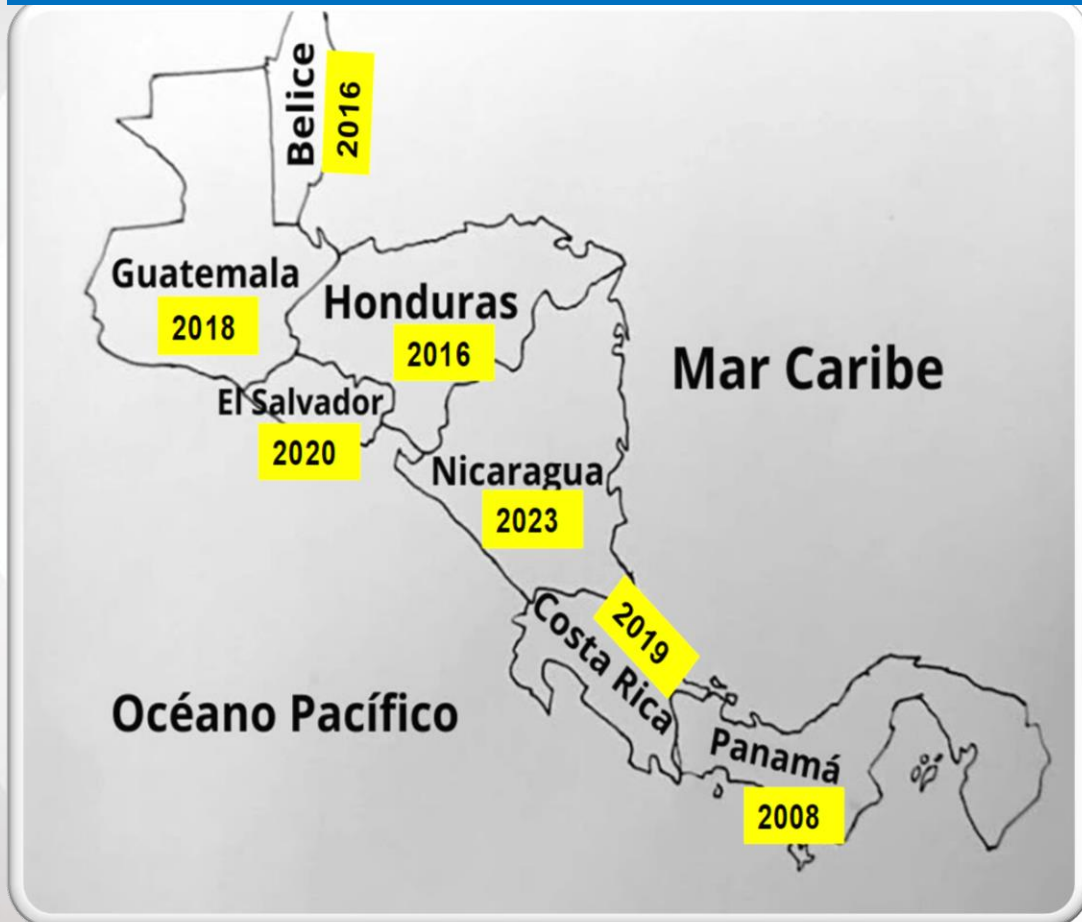 Belice
2016
Guatemala
2018
Honduras
2016
Mar Caribe
El Salvador
2020
Nicaragua
2023
Costa Rica
2019
Océano Pacífico
Panamá
2008